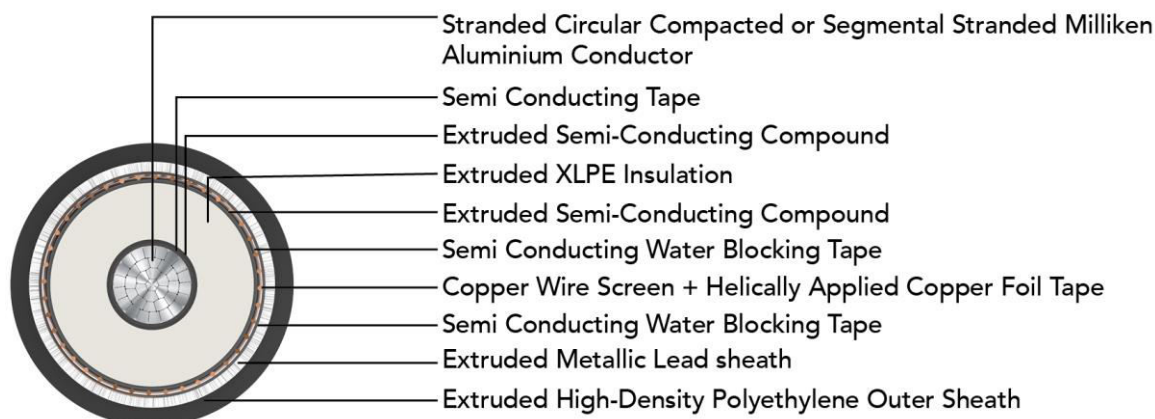 Stranded Circular Compacted or Segmental Stranded Milliken
Aluminium Conductor
Semi Conducting Tape
Extruded Semi-Conducting Compound
Extruded XLPE Insulation
Extruded Semi-Conducting Compound
Semi Conducting Water Blocking Tape
Copper Wire Screen + Helically Applied Copper Foil Tape
Semi Conducting Water Blocking Tape
Extruded Metallic Lead sheath
Extruded High-Density Polyethylene Outer Sheath